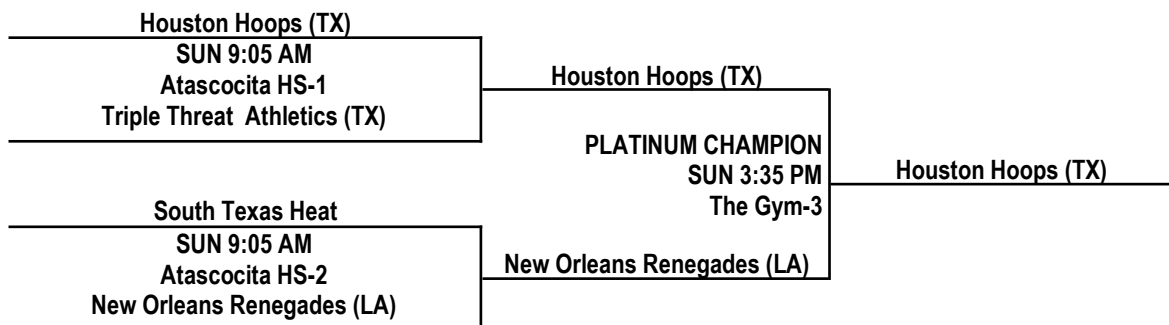 Houston Hoops (TX)
SUN 9:05 AM
Atascocita HS-1
Triple Threat Athletics (TX)
Houston Hoops (TX)
PLATINUM CHAMPION
SUN 3:35 PM
The Gym-3
Houston Hoops (TX)
South Texas Heat
SUN 9:05 AM
Atascocita HS-2
New Orleans Renegades (LA)
New Orleans Renegades (LA)